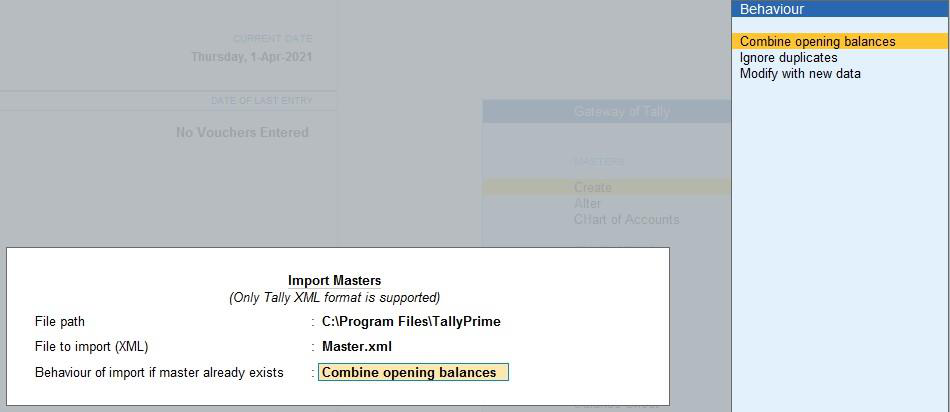 Behaviour
Combine opening balances
Ignore duplicates
Modify with new data
CURRENT DATE
Thursday, 1-Apr-2021
DATE OF LAST ENTRY
No Vouchers Entered
Gateway of Tally
MASTERS
Create
Alter
CHart of Accounts
Import Masters
(Only Tally XML format is supported)
File path : C:\Program Files\TallyPrime
File to import (XML) : Master.xml
Behaviour of import if master already exists : Combine opening balances